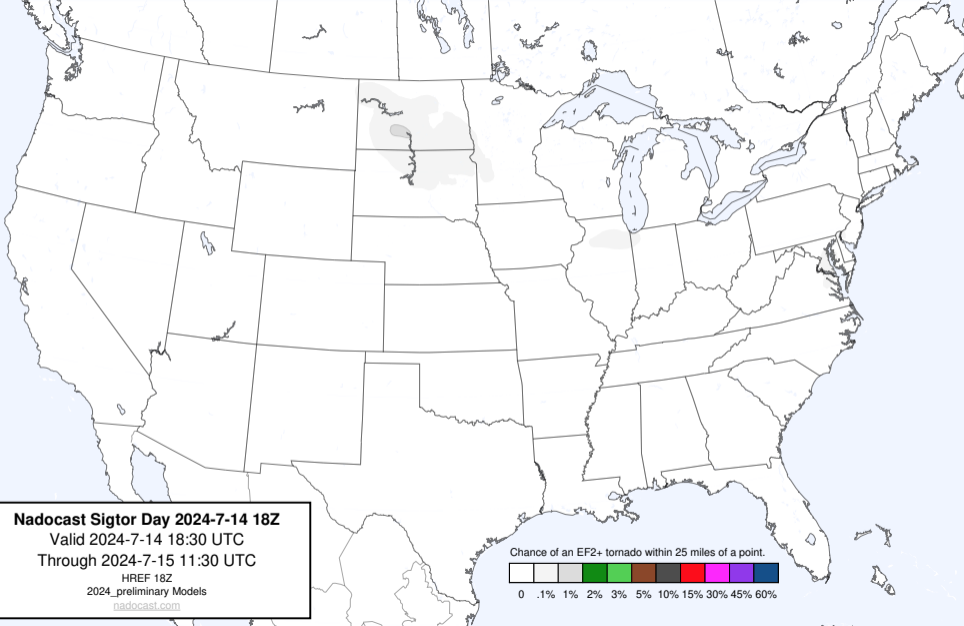 Nadocast Sigtor Day 2024-7-14 18Z
Valid 2024-7-14 18:30 UTC
Through 2024-7-15 11:30 UTC
HREF 18Z
2024_preliminary Models
nadocast.com
Chance of an EF2+ tornado within 25 miles of a point.
0 .1% 1% 2% 3% 5% 10% 15% 30% 45% 60%